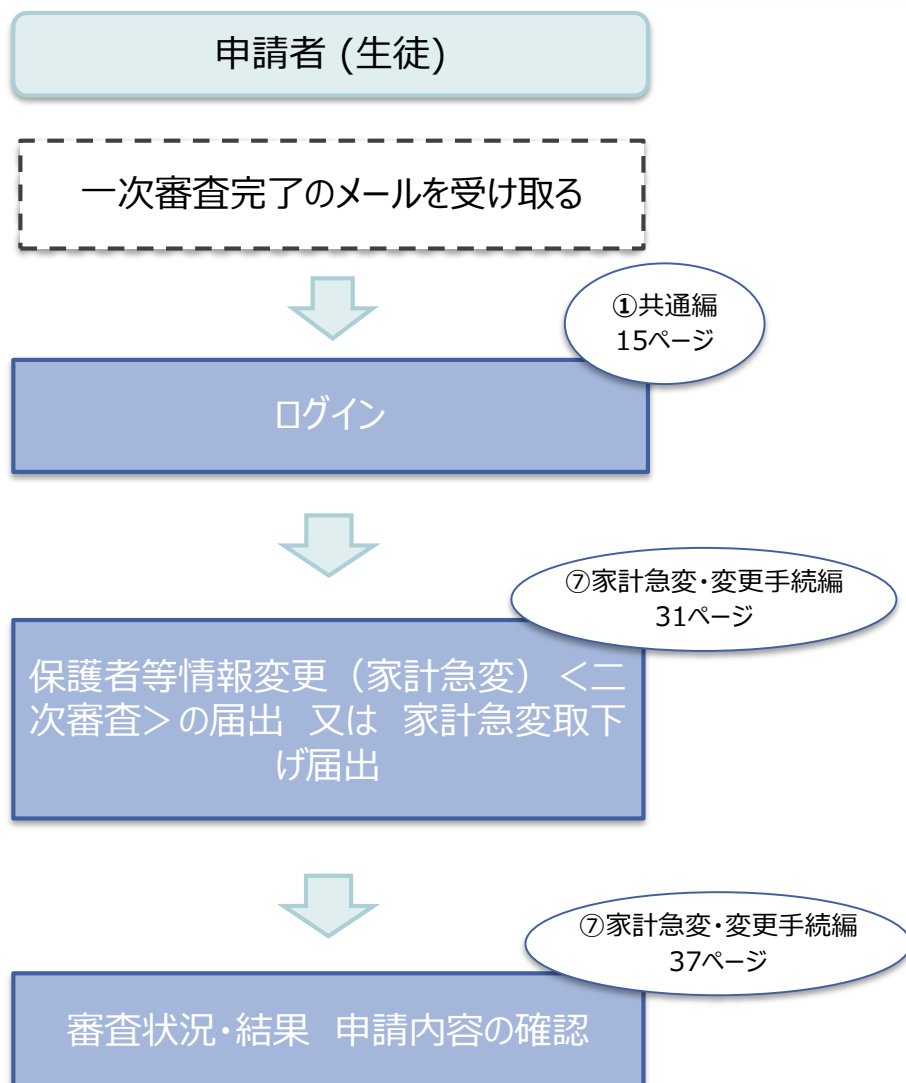 申請者 (生徒)
一次審査完了のメールを受け取る
①共通編
15ページ
ログイン
⑦家計急変・変更手続編
31ページ
保護者等情報変更（家計急変）＜二
次審査＞の届出 又は 家計急変取下
げ届出
⑦家計急変・変更手続編
37ページ
審査状況・結果 申請内容の確認